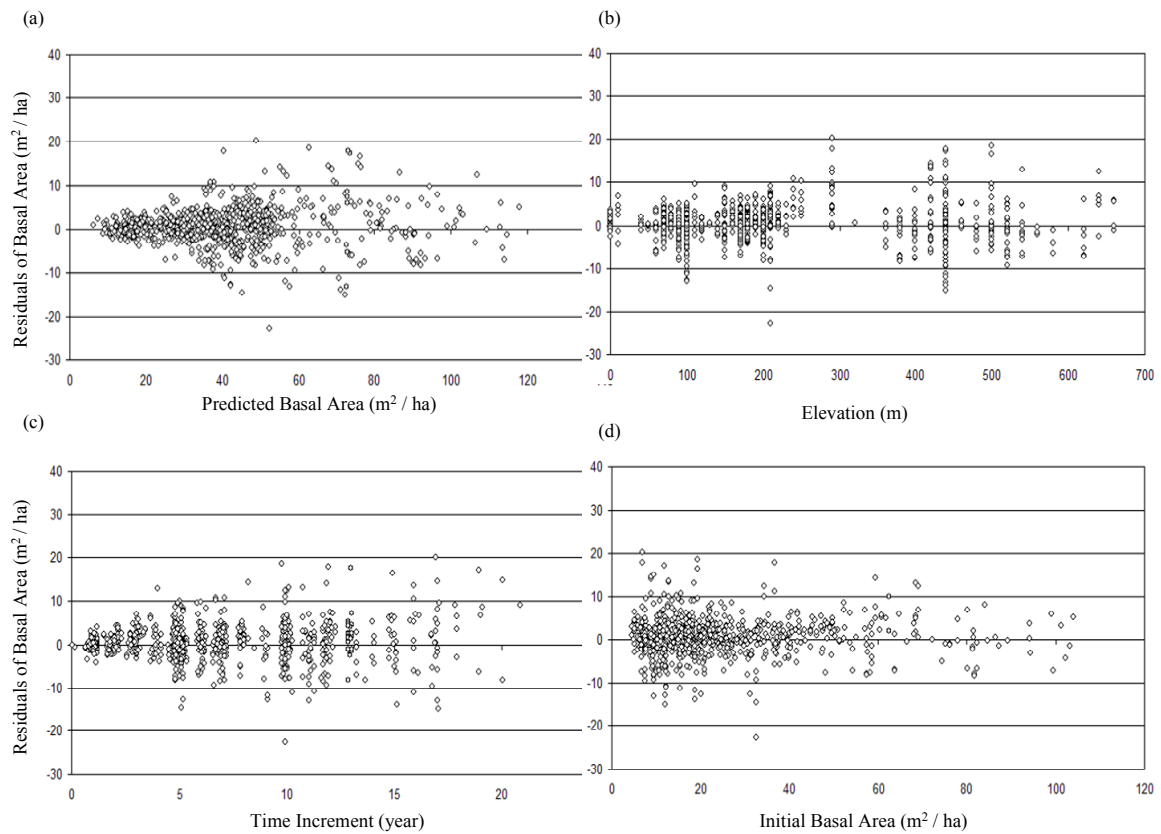 (a)
40
30
20
10
0
-10
-20
-30
0 20 40 60 80 100 120
Residuals of Basal Area (m² / ha)
Predicted Basal Area (m² / ha)
(b)
40
30
20
10
0
-10
-20
-30
0 100 200 300 400 500 600 700
Elevation (m)
(c)
40
30
20
10
0
-10
-20
-30
0 5 10 15 20
Residuals of Basal Area (m² / ha)
Time Increment (year)
(d)
40
30
20
10
0
-10
-20
-30
0 20 40 60 80 100 120
Initial Basal Area (m² / ha)